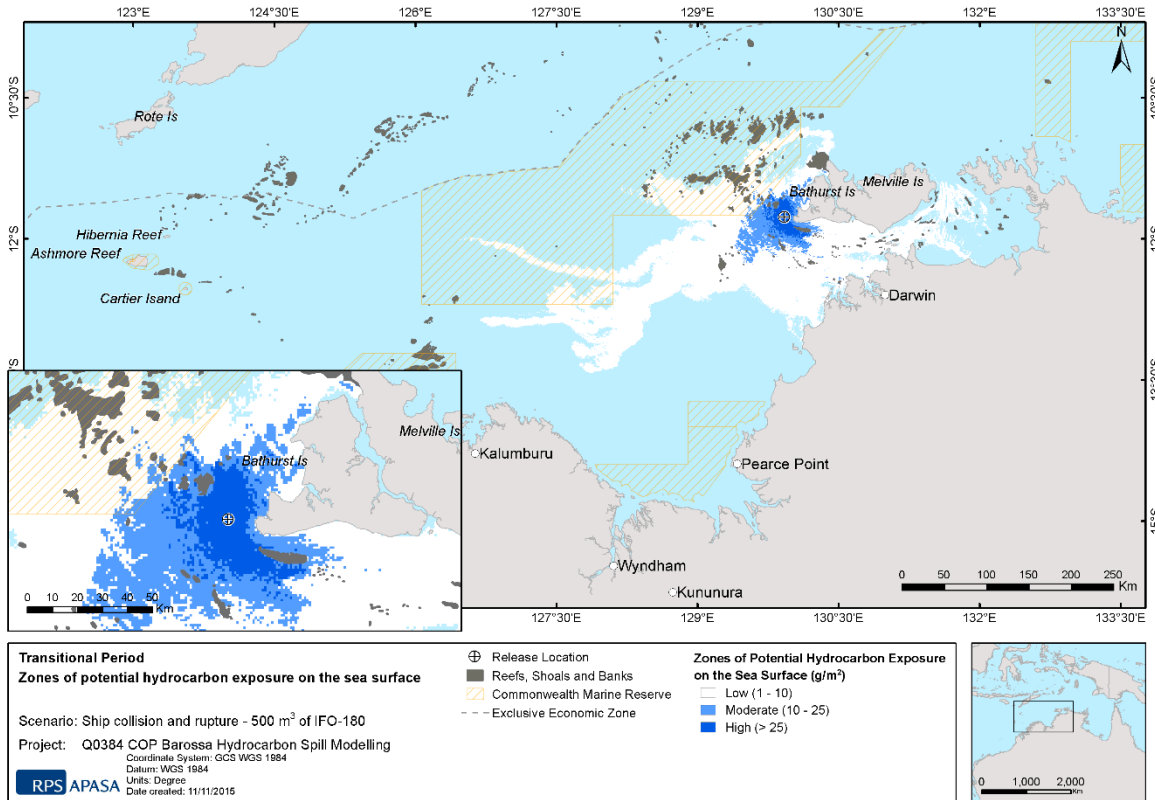 123°E
124°30'E
126°E
127°30'E
129°E
130°30'E
132°E
133°30'E
N
10°30'S
10°30'S
Rote Is
Melville Is
Bathurst Is
Hibernia Reef
12°S
12°S
Ashmore Reef
Cartier Isand
Darwin
Melville Is
Bathurst Is
Kalumburu
Pearce Point
Wyndham
Kununura
0 10 20 30 40 50
Km
0 50 100 150 200 250
Km
127°30'E
129°E
130°30'E
132°E
133°30'E
Transitional Period
Zones of potential hydrocarbon exposure on the sea surface
Scenario: Ship collision and rupture - 500 m³ of IFO-180
Project: Q0384 COP Barossa Hydrocarbon Spill Modelling
Coordinate System: GCS WGS 1984
Datum: WGS 1984
Units: Degree
Date created: 11/11/2015
RPS APASA
Release Location
Reefs, Shoals and Banks
Commonwealth Marine Reserve
Exclusive Economic Zone
Zones of Potential Hydrocarbon Exposure
on the Sea Surface (g/m²)
Low (1 - 10)
Moderate (10 - 25)
High (> 25)
0 1,000 2,000
Km